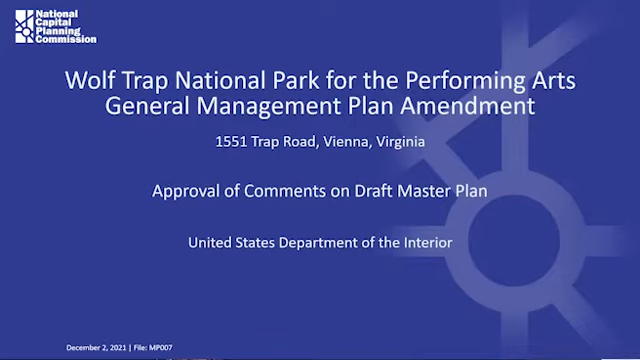 National
Capital
Planning
Commission
Wolf Trap National Park for the Performing Arts
General Management Plan Amendment
1551 Trap Road, Vienna, Virginia
Approval of Comments on Draft Master Plan
United States Department of the Interior
December 2, 2021 | File: MP007